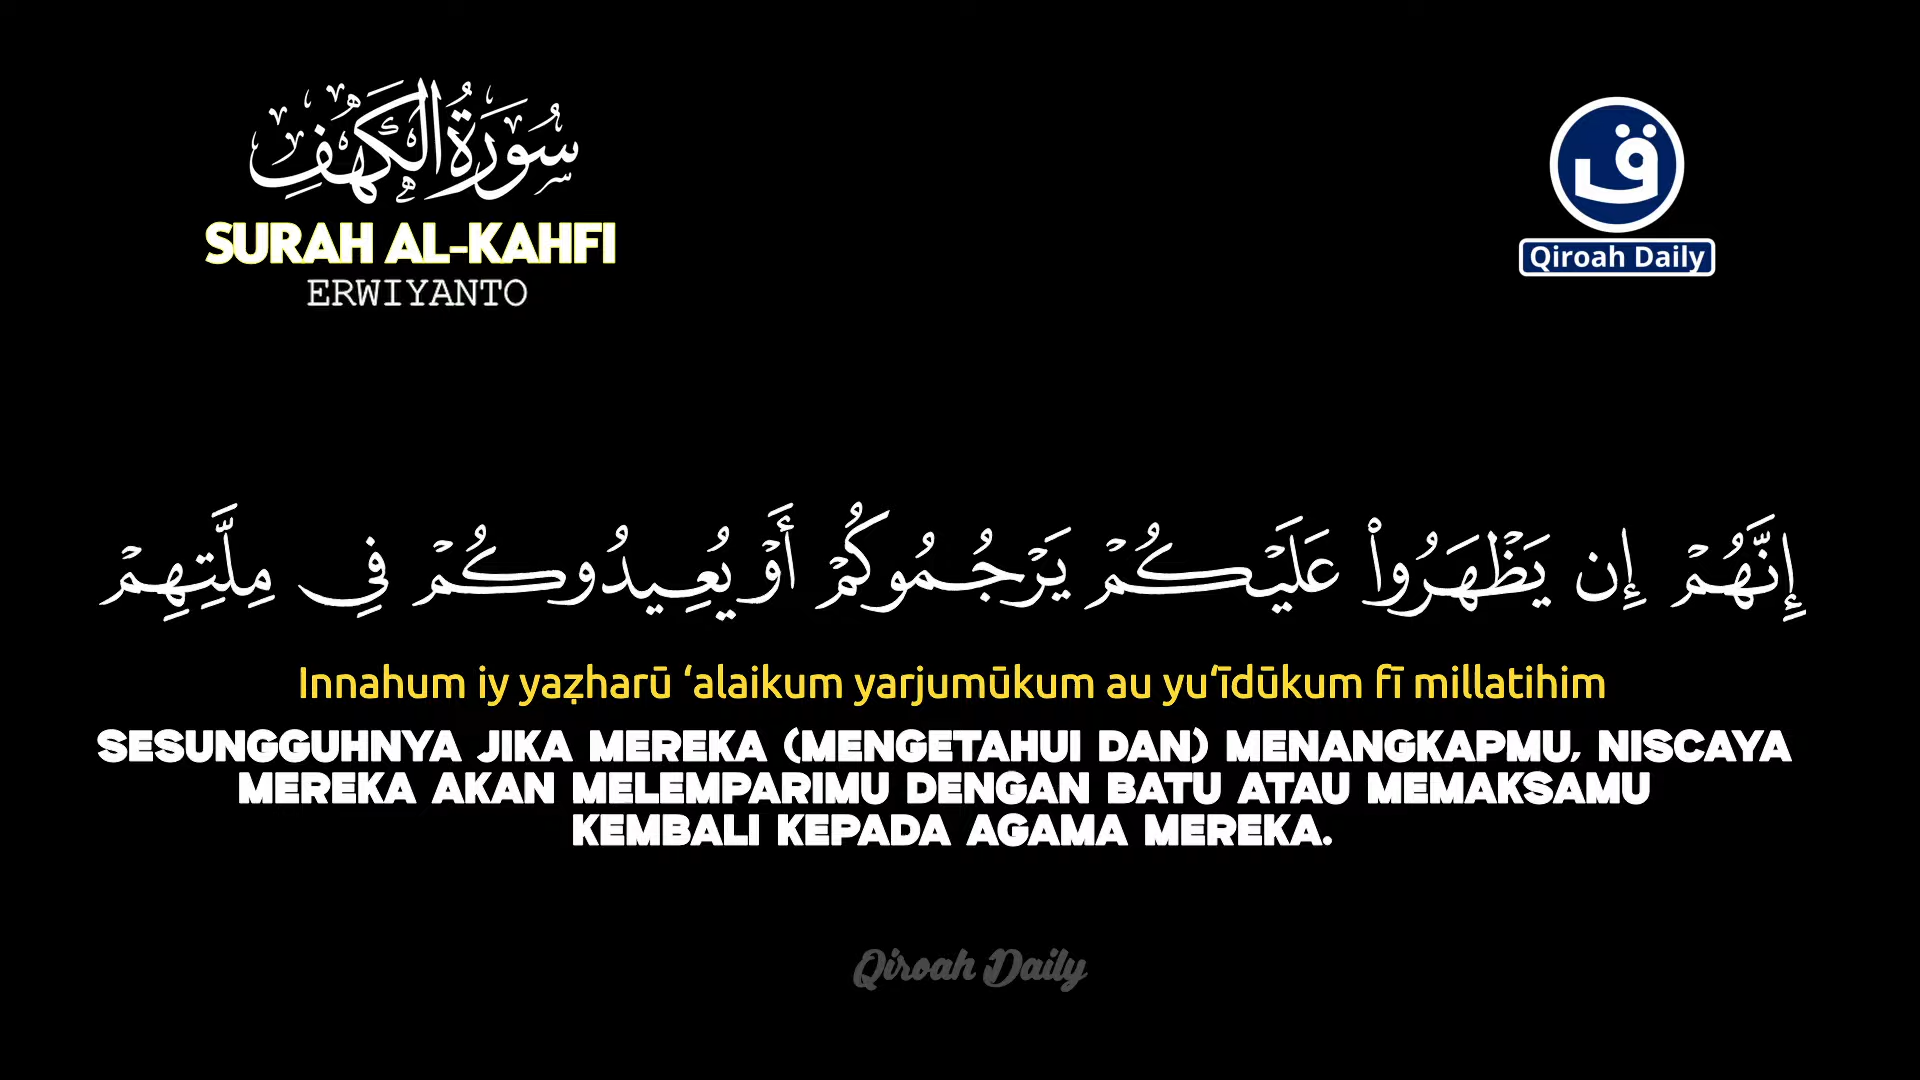 سُورَةُ الْكَهْفِ
SURAH AL-KAHFI
ERWIYANTO
ق
Qiroah Daily
إِنَّهُمْ إِن يَظْهَرُوا۟ عَلَيْكُمْ يَرْجُمُوكُمْ أَوْ يُعِيدُوكُمْ فِى مِلَّتِهِمْ
Innahum iy yaẓharū ‘alaikum yarjumūkum au yu‘īdūkum fī millatihim
SESUNGGUHNYA JIKA MEREKA (MENGETAHUI DAN) MENANGKAPMU, NISCAYA
MEREKA AKAN MELEMPARIMU DENGAN BATU ATAU MEMAKSAMU
KEMBALI KEPADA AGAMA MEREKA.
Qiroah Daily